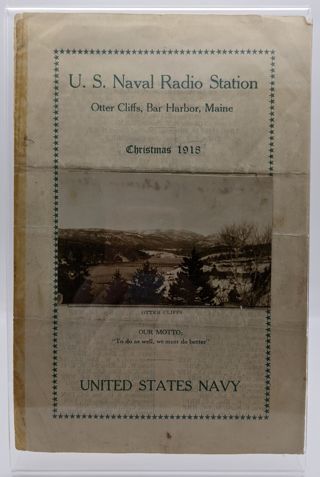 U. S. Naval Radio Station
Otter Cliffs, Bar Harbor, Maine
Christmas 1918
OTTER CLIFFS
OUR MOTTO:
"To do as well, we must do better"
UNITED STATES NAVY